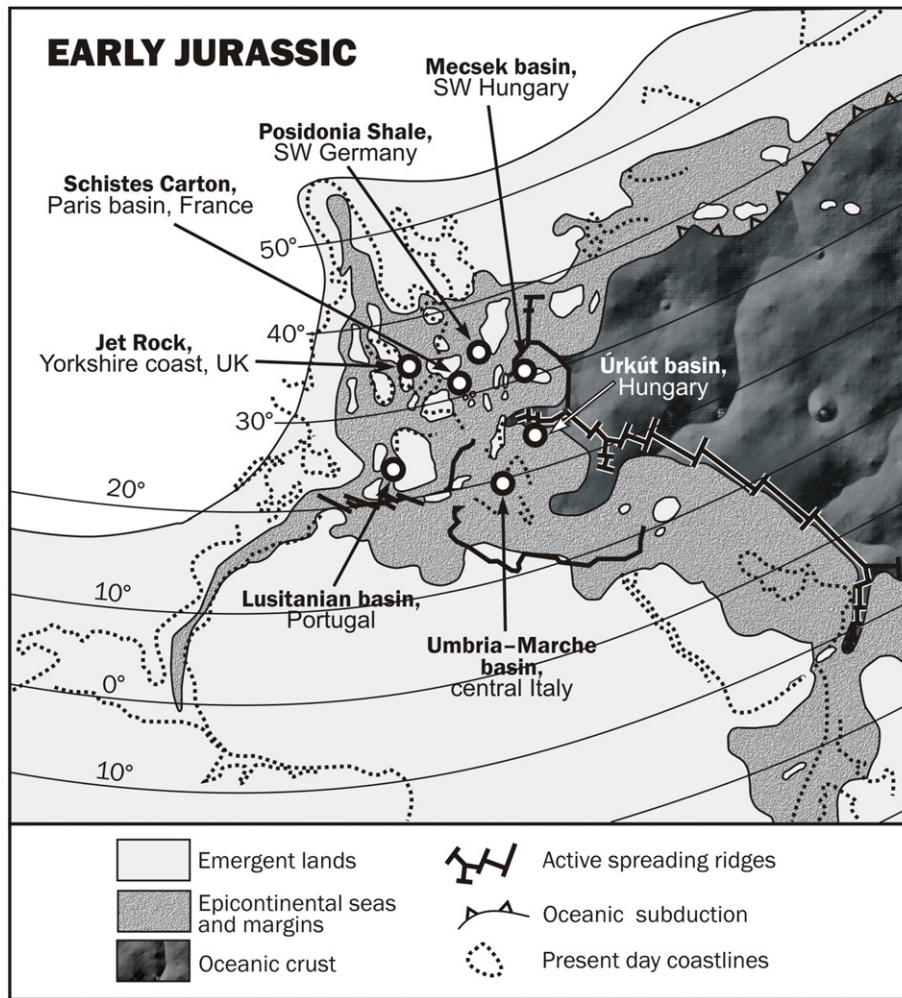 EARLY JURASSIC
Mecsek basin,
SW Hungary
Posidonia Shale,
SW Germany
Schistes Carton,
Paris basin, France
50°
40°
Jet Rock,
Yorkshire coast, UK
Úrkút basin,
Hungary
30°
20°
10°
Lusitanian basin,
Portugal
Umbria–Marche
basin,
central Italy
0°
10°
Emergent lands
Active spreading ridges
Epicontinental seas
and margins
Oceanic subduction
Oceanic crust
Present day coastlines